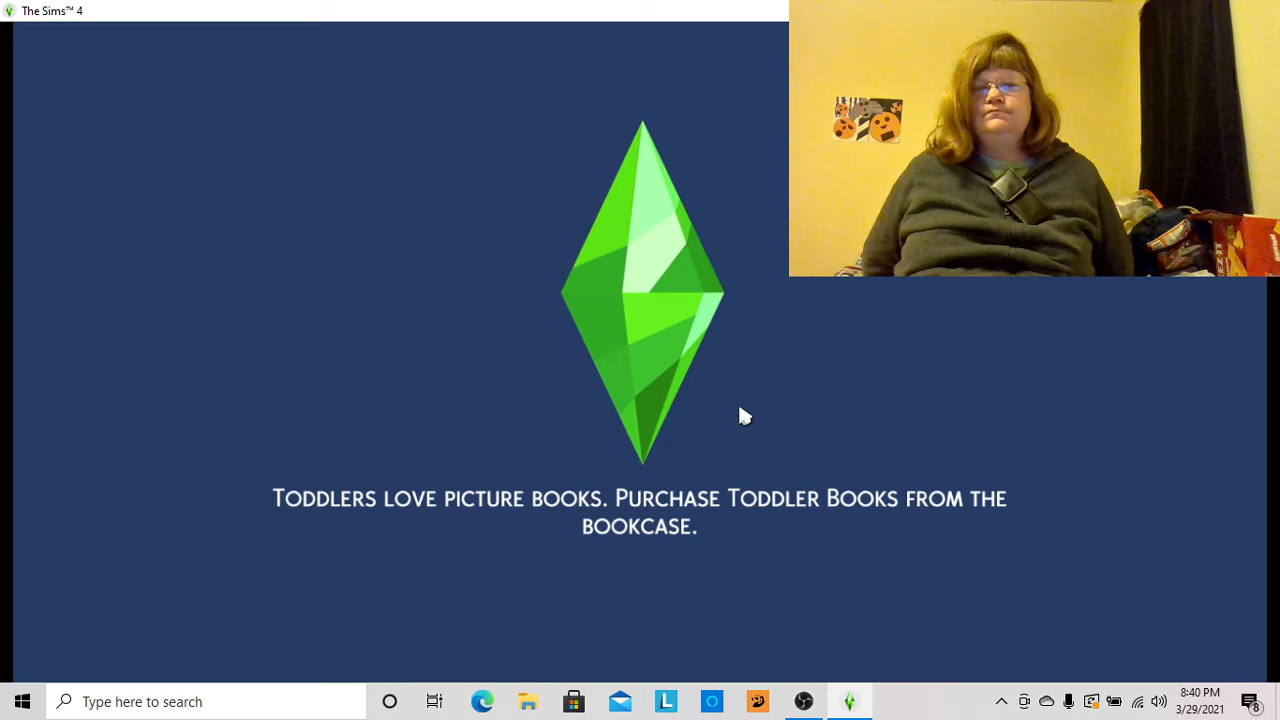 The Sims™ 4
Toddlers love picture books. Purchase Toddler Books from the
bookcase.
Type here to search
L
8:40 PM
3/29/2021
8